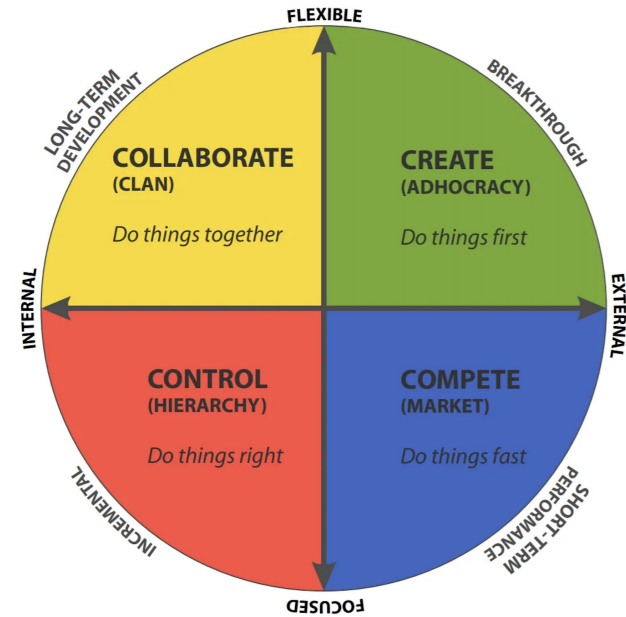 FLEXIBLE
LONG-TERM
DEVELOPMENT
BREAKTHROUGH
COLLABORATE
(CLAN)
Do things together
CREATE
(ADHOCRACY)
Do things first
INTERNAL
EXTERNAL
CONTROL
(HIERARCHY)
Do things right
COMPETE
(MARKET)
Do things fast
INCREMENTAL
SHORT-TERM
PERFORMANCE
FOCUSED